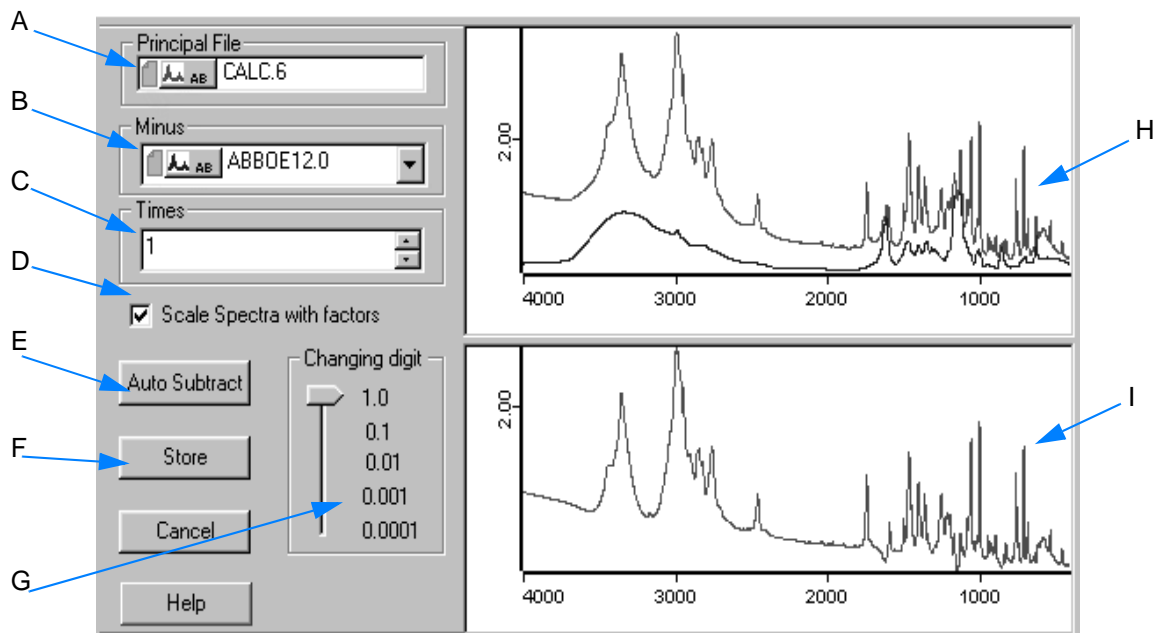 A
Principal File
AB CALC.6
B
Minus
AB ABBOE12.0
C
Times
1
D
Scale Spectra with factors
E
Auto Subtract
Changing digit
1.0
0.1
0.01
0.001
0.0001
F
Store
Cancel
G
Help
2.00
H
4000 3000 2000 1000
2.00
I
4000 3000 2000 1000